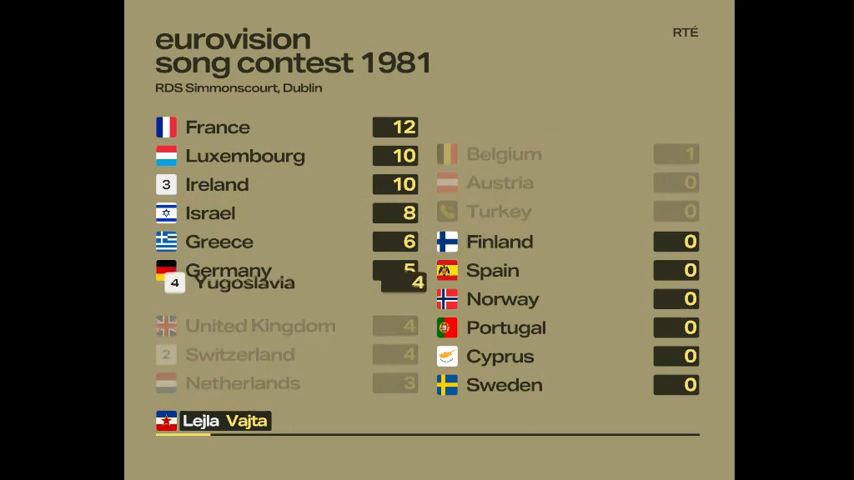 eurovision
song contest 1981
RTÉ
RDS Simmonscourt, Dublin
France 12
Luxembourg 10
3 Ireland 10
Israel 8
Greece 6
Germany 5
4 Yugoslavia 4
United Kingdom 4
2 Switzerland 4
Netherlands 3
Belgium 1
Austria 0
Turkey 0
Finland 0
Spain 0
Norway 0
Portugal 0
Cyprus 0
Sweden 0
Lejla Vajta